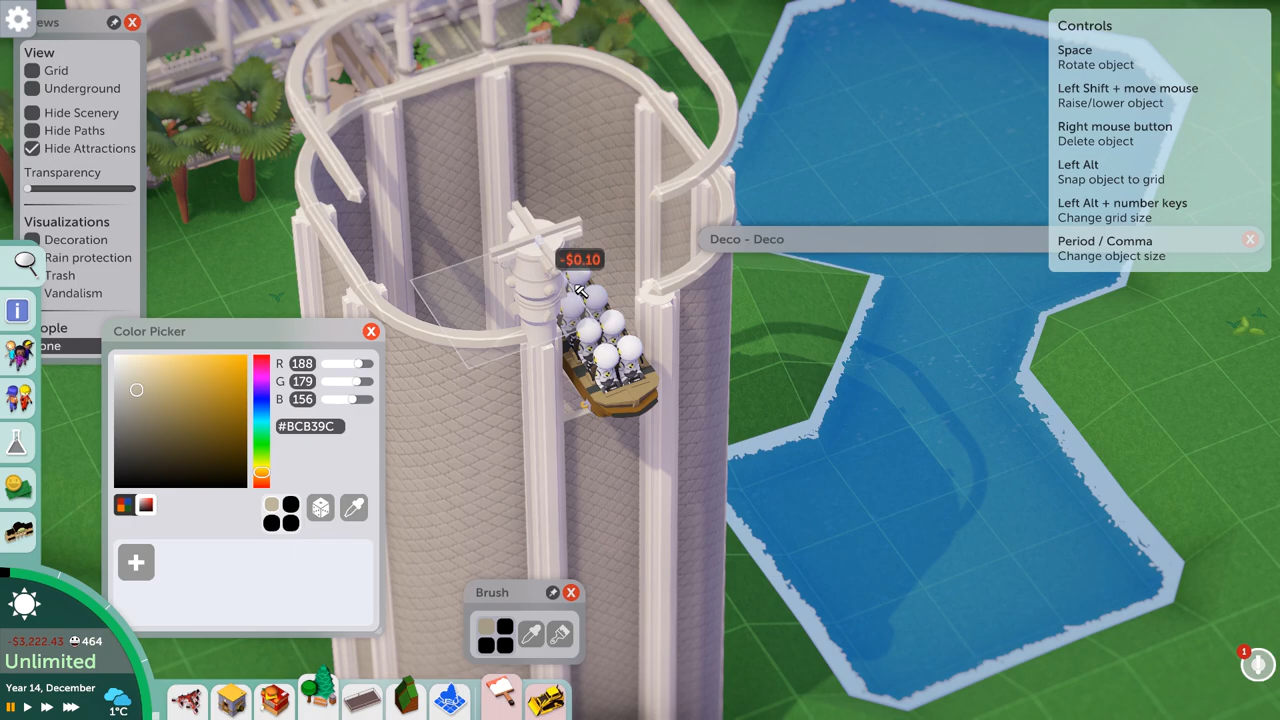 ews
View
Grid
Underground
Hide Scenery
Hide Paths
Hide Attractions
Transparency
Visualizations
Decoration
Rain protection
Trash
Vandalism
ople
one
Controls
Space
Rotate object
Left Shift + move mouse
Raise/lower object
Right mouse button
Delete object
Left Alt
Snap object to grid
Left Alt + number keys
Change grid size
Period / Comma
Change object size
Deco - Deco
-$0.10
Color Picker
R 188
G 179
B 156
#BCB39C
Brush
-$3,222.43 464
Unlimited
Year 14, December
1°C
1